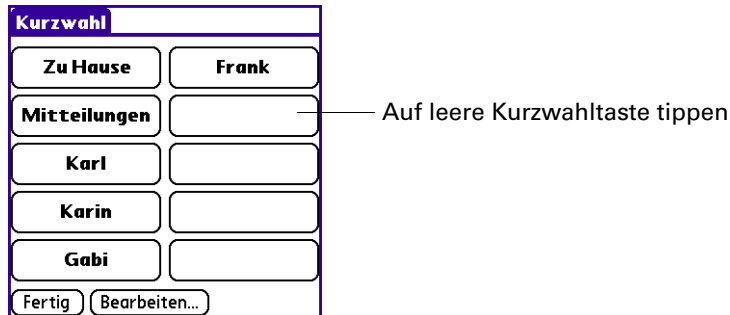 Kurzwahl
Zu Hause Frank
Mitteilungen Auf leere Kurzwahltaste tippen
Karl
Karin
Gabi
Fertig Bearbeiten...